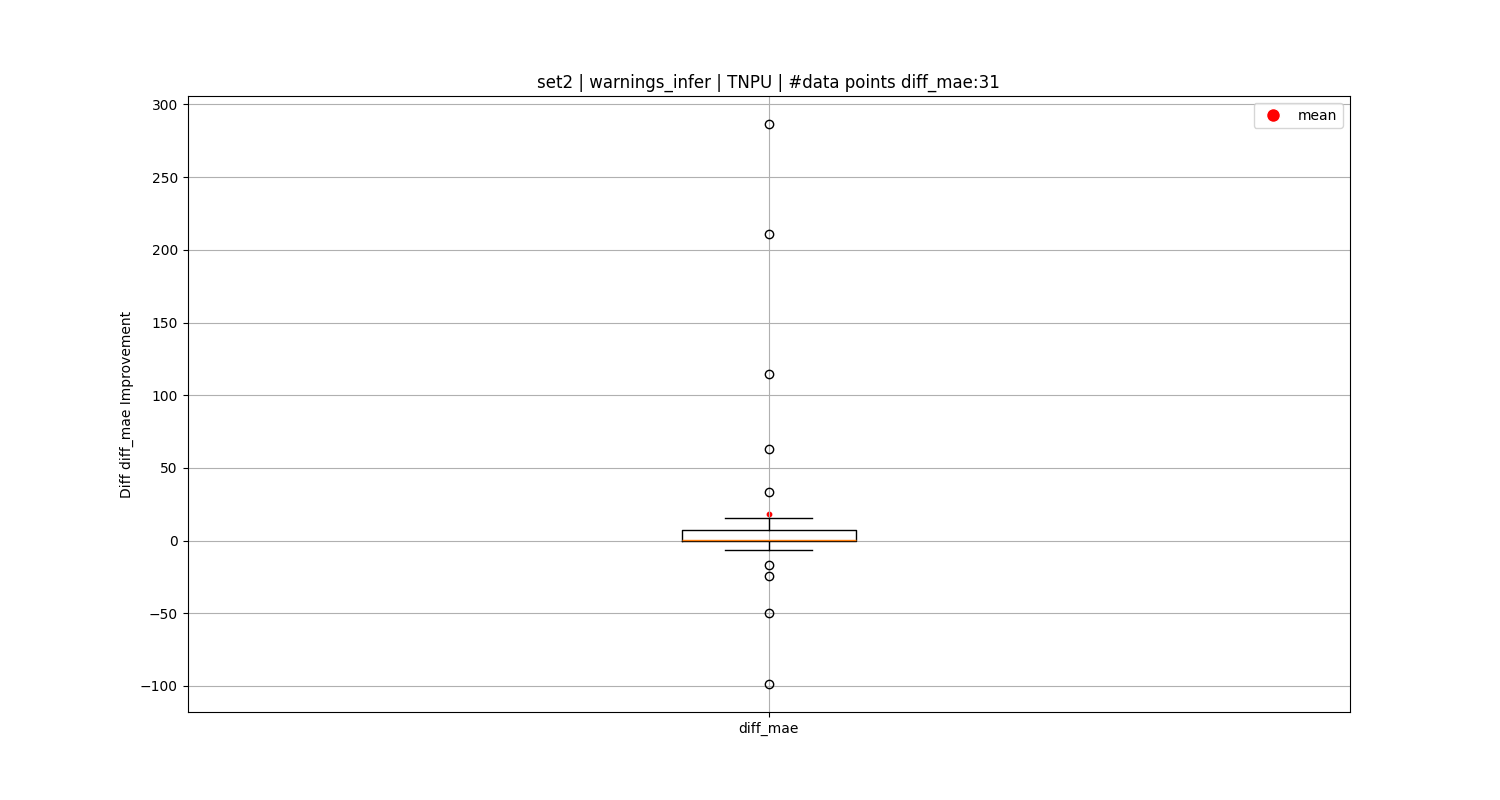 set2 | warnings_infer | TNPU | #data points diff_mae:31
mean
300
250
200
150
100
50
0
−50
−100
Diff diff_mae Improvement
diff_mae